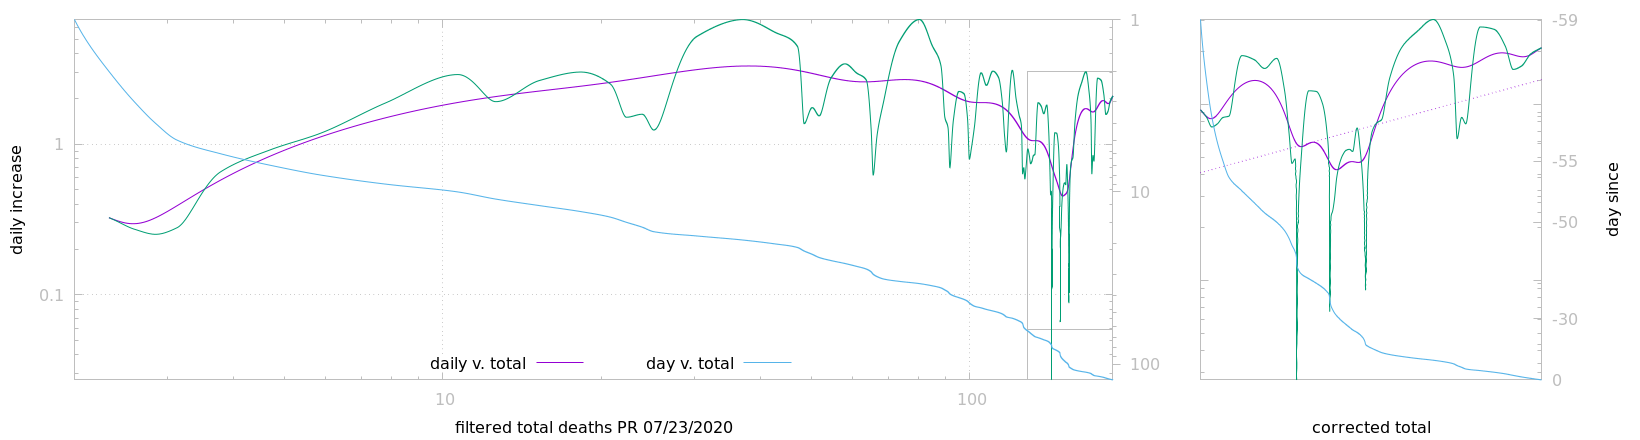 daily increase
1
0.1
10
100
1
10
100
daily v. total
day v. total
filtered total deaths PR 07/23/2020
-59
-55
-50
-30
0
day since
corrected total